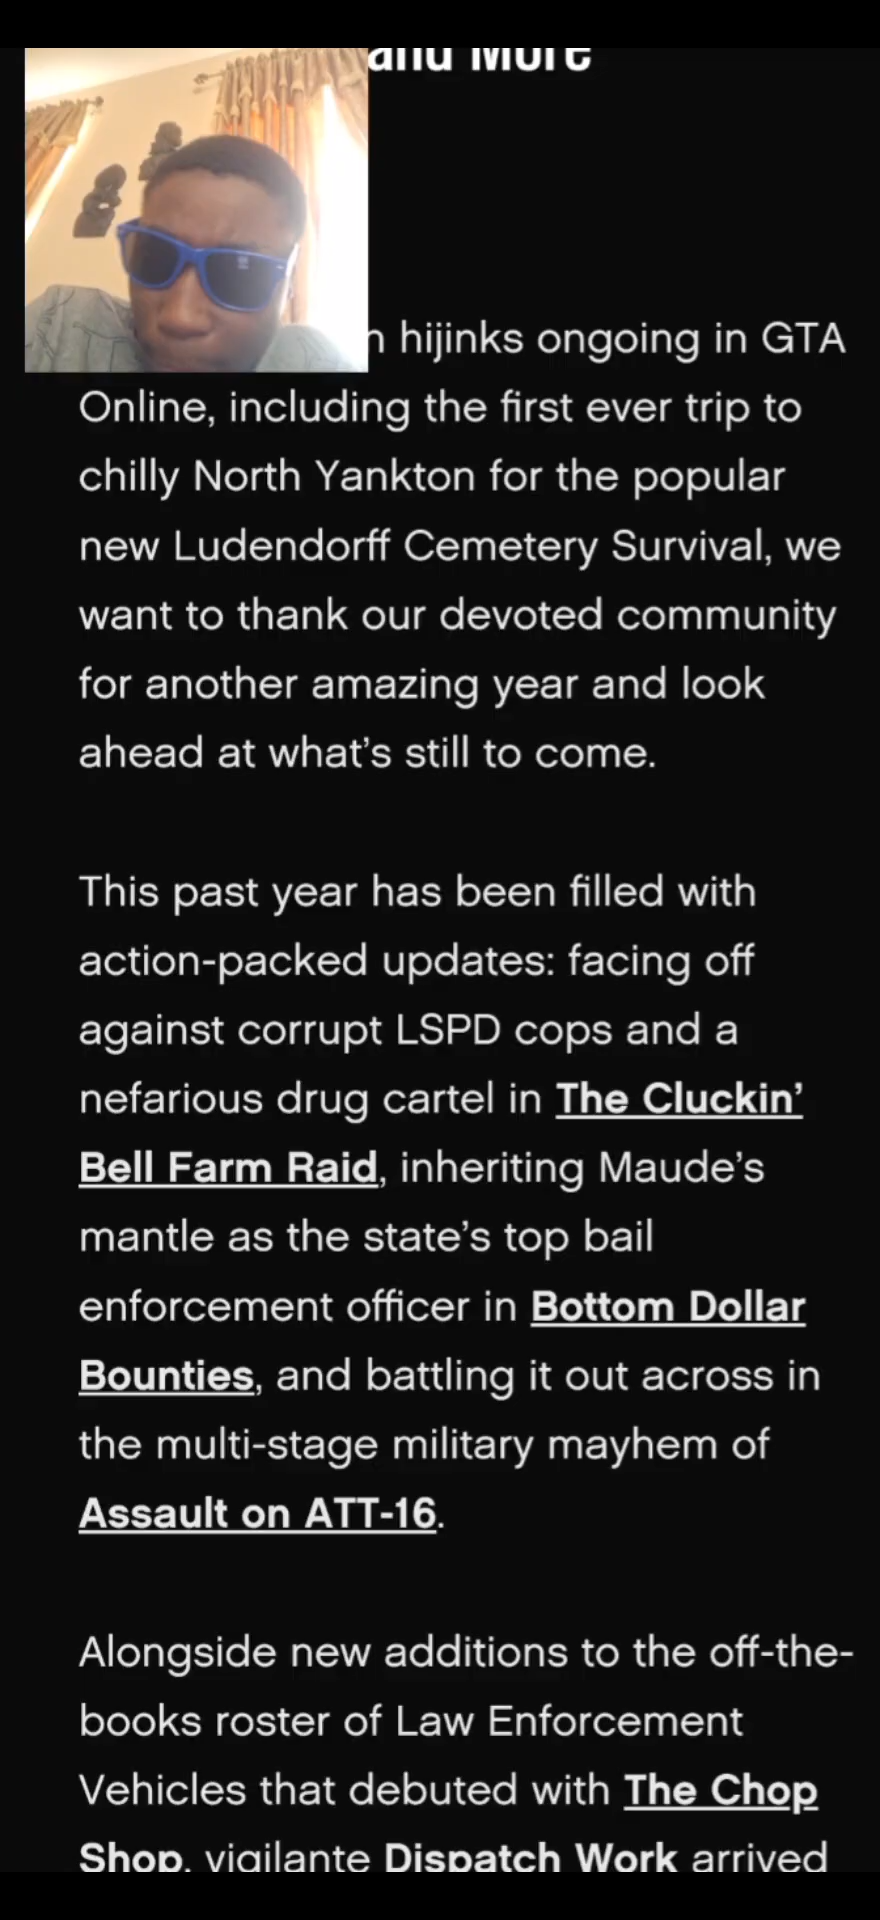 and More
hijinks ongoing in GTA
Online, including the first ever trip to
chilly North Yankton for the popular
new Ludendorff Cemetery Survival, we
want to thank our devoted community
for another amazing year and look
ahead at what’s still to come.
This past year has been filled with
action-packed updates: facing off
against corrupt LSPD cops and a
nefarious drug cartel in The Cluckin’
Bell Farm Raid, inheriting Maude’s
mantle as the state’s top bail
enforcement officer in Bottom Dollar
Bounties, and battling it out across in
the multi-stage military mayhem of
Assault on ATT-16.
Alongside new additions to the off-the-
books roster of Law Enforcement
Vehicles that debuted with The Chop
Shop, vigilante Dispatch Work arrived